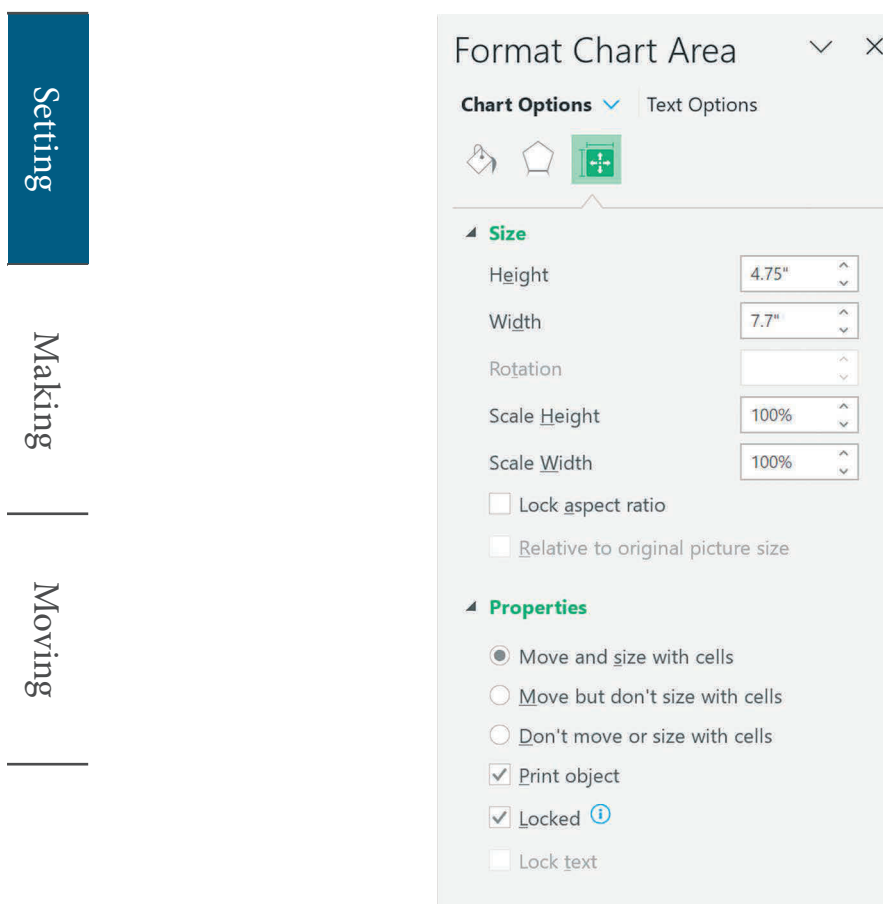 Setting
Making
Moving
Format Chart Area
Chart Options Text Options
Size
Height 4.75"
Width 7.7"
Rotation
Scale Height 100%
Scale Width 100%
Lock aspect ratio
Relative to original picture size
Properties
Move and size with cells
Move but don't size with cells
Don't move or size with cells
Print object
Locked
Lock text